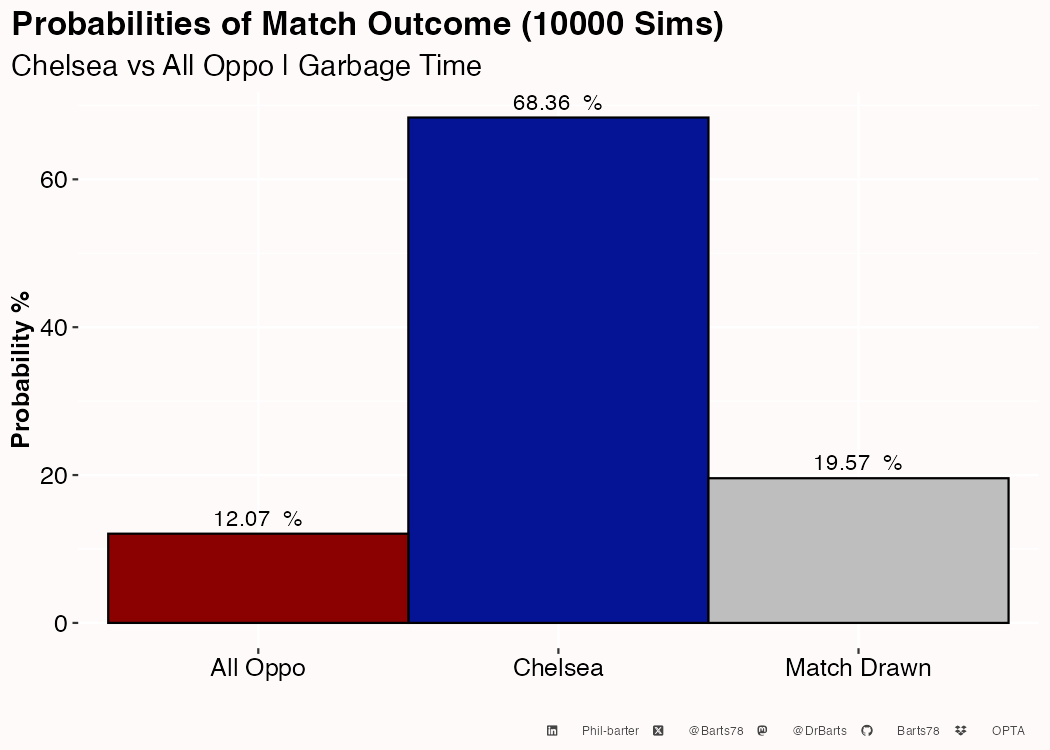 Probabilities of Match Outcome (10000 Sims)
Chelsea vs All Oppo | Garbage Time
68.36 %
60
Probability %
40
19.57 %
20
12.07 %
0
All Oppo Chelsea Match Drawn
Phil-barter @Barts78 @DrBarts Barts78 OPTA